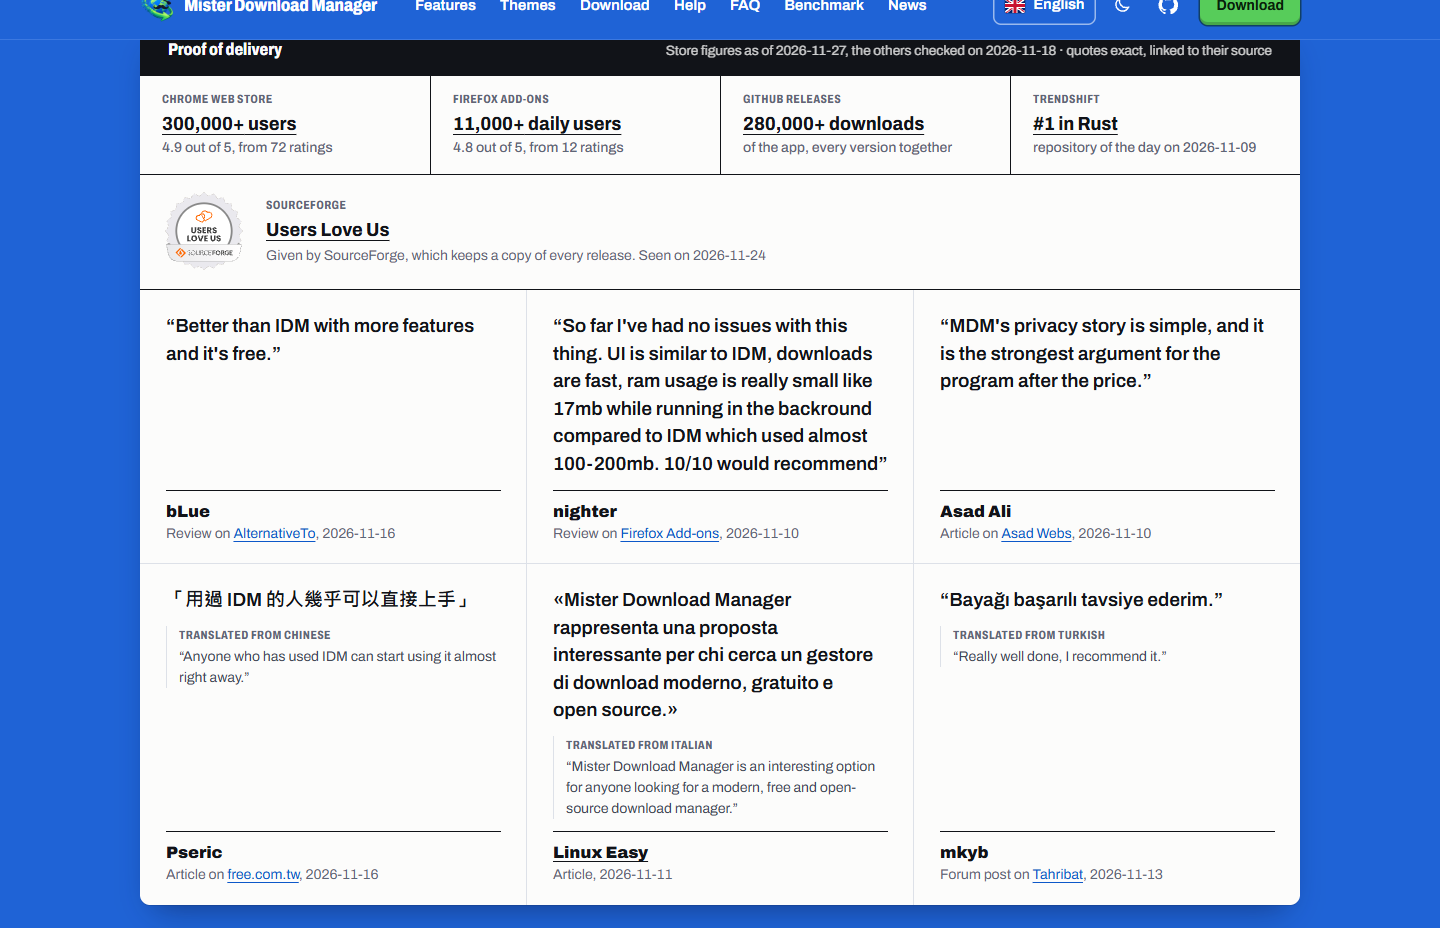 Mister Download Manager
Features
Themes
Download
Help
FAQ
Benchmark
News
English
Download
Proof of delivery
Store figures as of 2026-11-27, the others checked on 2026-11-18 · quotes exact, linked to their source
CHROME WEB STORE
300,000+ users
4.9 out of 5, from 72 ratings
FIREFOX ADD-ONS
11,000+ daily users
4.8 out of 5, from 12 ratings
GITHUB RELEASES
280,000+ downloads
of the app, every version together
TRENDSHIFT
#1 in Rust
repository of the day on 2026-11-09
USERS
LOVE US
SOURCEFORGE
SOURCEFORGE
Users Love Us
Given by SourceForge, which keeps a copy of every release. Seen on 2026-11-24
“Better than IDM with more features
and it's free.”
bLue
Review on AlternativeTo, 2026-11-16
“So far I've had no issues with this
thing. UI is similar to IDM, downloads
are fast, ram usage is really small like
17mb while running in the backround
compared to IDM which used almost
100-200mb. 10/10 would recommend”
nighter
Review on Firefox Add-ons, 2026-11-10
“MDM's privacy story is simple, and it
is the strongest argument for the
program after the price.”
Asad Ali
Article on Asad Webs, 2026-11-10
「用過 IDM 的人幾乎可以直接上手」
TRANSLATED FROM CHINESE
“Anyone who has used IDM can start using it almost
right away.”
Pseric
Article on free.com.tw, 2026-11-16
«Mister Download Manager
rappresenta una proposta
interessante per chi cerca un gestore
di download moderno, gratuito e
open source.»
TRANSLATED FROM ITALIAN
“Mister Download Manager is an interesting option
for anyone looking for a modern, free and open-
source download manager.”
Linux Easy
Article, 2026-11-11
“Bayağı başarılı tavsiye ederim.”
TRANSLATED FROM TURKISH
“Really well done, I recommend it.”
mkyb
Forum post on Tahribat, 2026-11-13